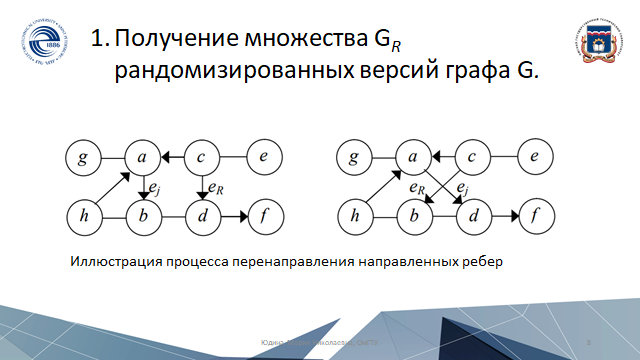 1. Получение множества G_R
рандомизированных версий графа G.
g a c e
e_j e_R
h b d f
g a c e
e_R e_j
h b d f
Иллюстрация процесса перенаправления направленных ребер
8